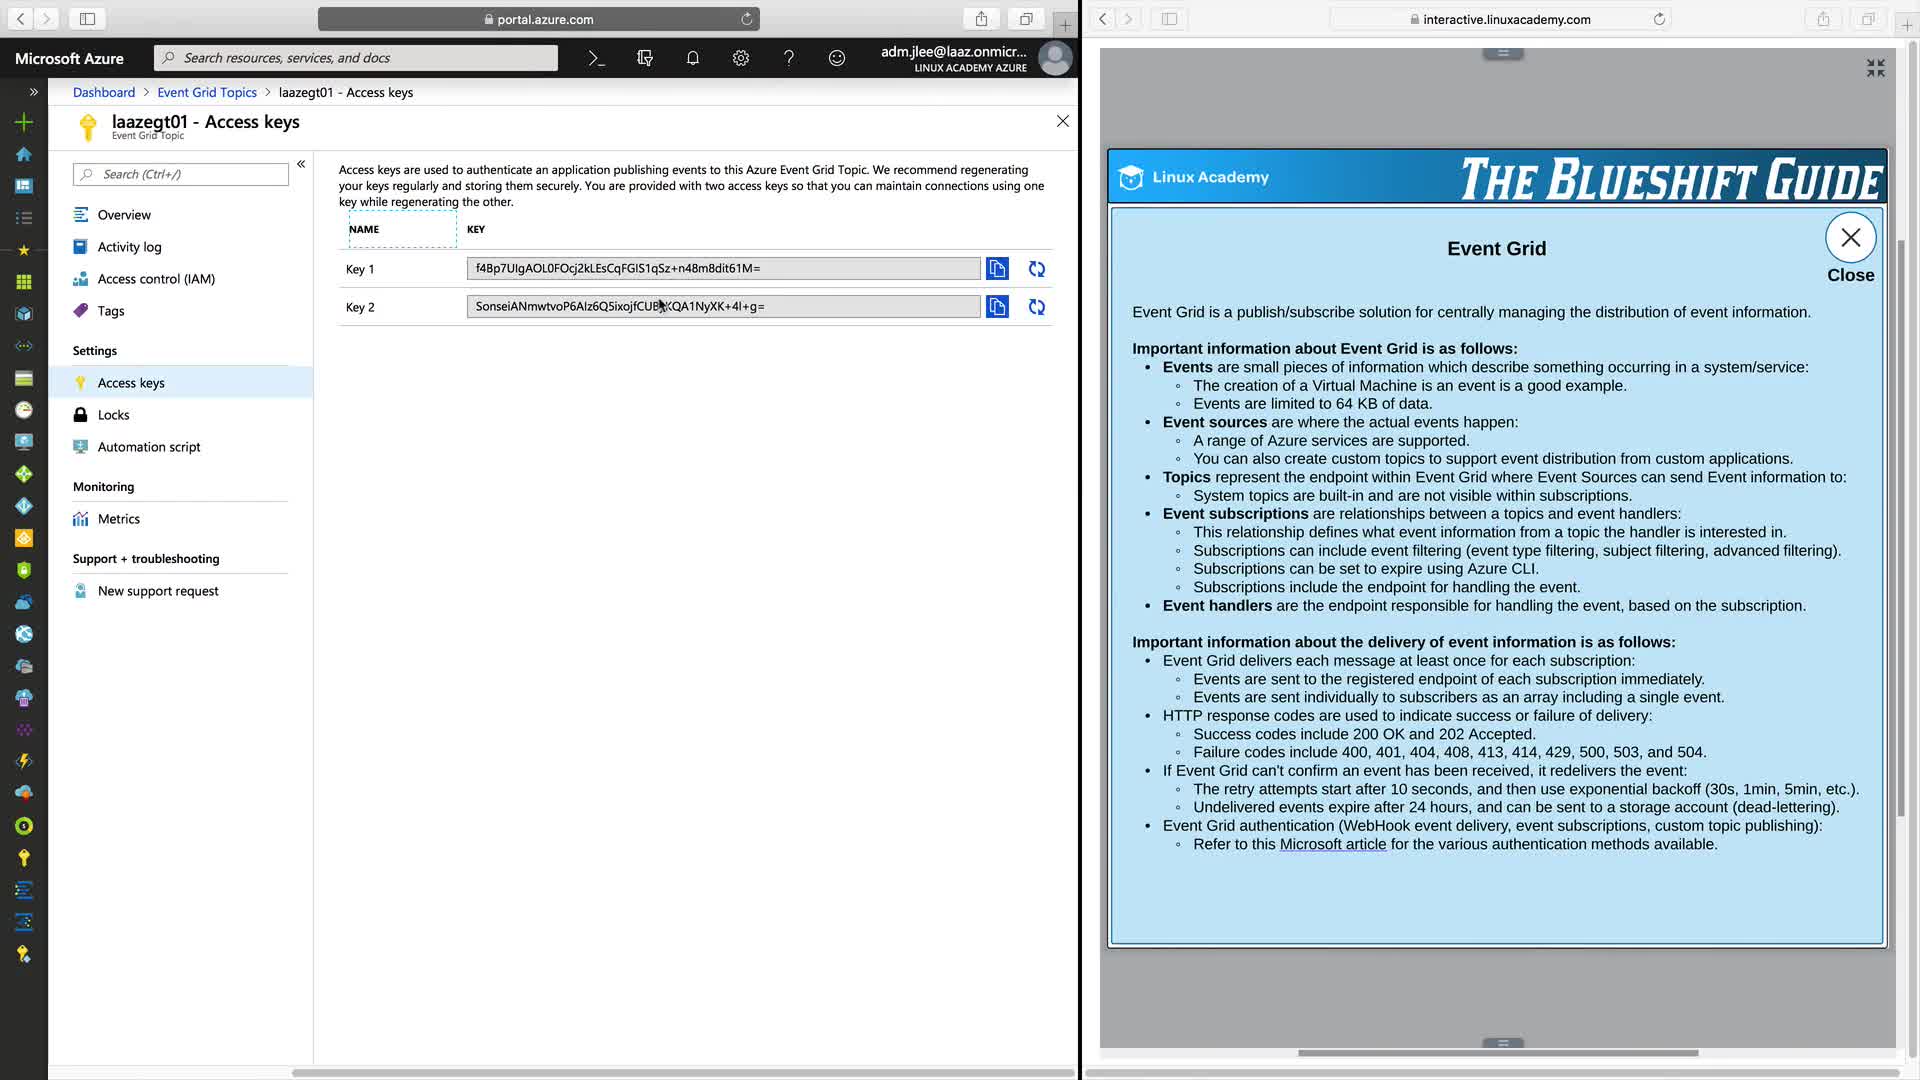 portal.azure.com
Microsoft Azure
Search resources, services, and docs
adm.jlee@laaz.onmicr...
LINUX ACADEMY AZURE
Dashboard > Event Grid Topics > laazegt01 - Access keys
laazegt01 - Access keys
Event Grid Topic
Search (Ctrl+/)
Overview
Activity log
Access control (IAM)
Tags
Settings
Access keys
Locks
Automation script
Monitoring
Metrics
Support + troubleshooting
New support request
Access keys are used to authenticate an application publishing events to this Azure Event Grid Topic. We recommend regenerating
your keys regularly and storing them securely. You are provided with two access keys so that you can maintain connections using one
key while regenerating the other.
NAME KEY
Key 1
Key 2
interactive.linuxacademy.com
Linux Academy
THE BLUESHIFT GUIDE
Event Grid
Close
Event Grid is a publish/subscribe solution for centrally managing the distribution of event information.
Important information about Event Grid is as follows:
• Events are small pieces of information which describe something occurring in a system/service:
◦ The creation of a Virtual Machine is an event is a good example.
◦ Events are limited to 64 KB of data.
• Event sources are where the actual events happen:
◦ A range of Azure services are supported.
◦ You can also create custom topics to support event distribution from custom applications.
• Topics represent the endpoint within Event Grid where Event Sources can send Event information to:
◦ System topics are built-in and are not visible within subscriptions.
• Event subscriptions are relationships between a topics and event handlers:
◦ This relationship defines what event information from a topic the handler is interested in.
◦ Subscriptions can include event filtering (event type filtering, subject filtering, advanced filtering).
◦ Subscriptions can be set to expire using Azure CLI.
◦ Subscriptions include the endpoint for handling the event.
• Event handlers are the endpoint responsible for handling the event, based on the subscription.
Important information about the delivery of event information is as follows:
• Event Grid delivers each message at least once for each subscription:
◦ Events are sent to the registered endpoint of each subscription immediately.
◦ Events are sent individually to subscribers as an array including a single event.
• HTTP response codes are used to indicate success or failure of delivery:
◦ Success codes include 200 OK and 202 Accepted.
◦ Failure codes include 400, 401, 404, 408, 413, 414, 429, 500, 503, and 504.
• If Event Grid can't confirm an event has been received, it redelivers the event:
◦ The retry attempts start after 10 seconds, and then use exponential backoff (30s, 1min, 5min, etc.).
◦ Undelivered events expire after 24 hours, and can be sent to a storage account (dead-lettering).
• Event Grid authentication (WebHook event delivery, event subscriptions, custom topic publishing):
◦ Refer to this Microsoft article for the various authentication methods available.